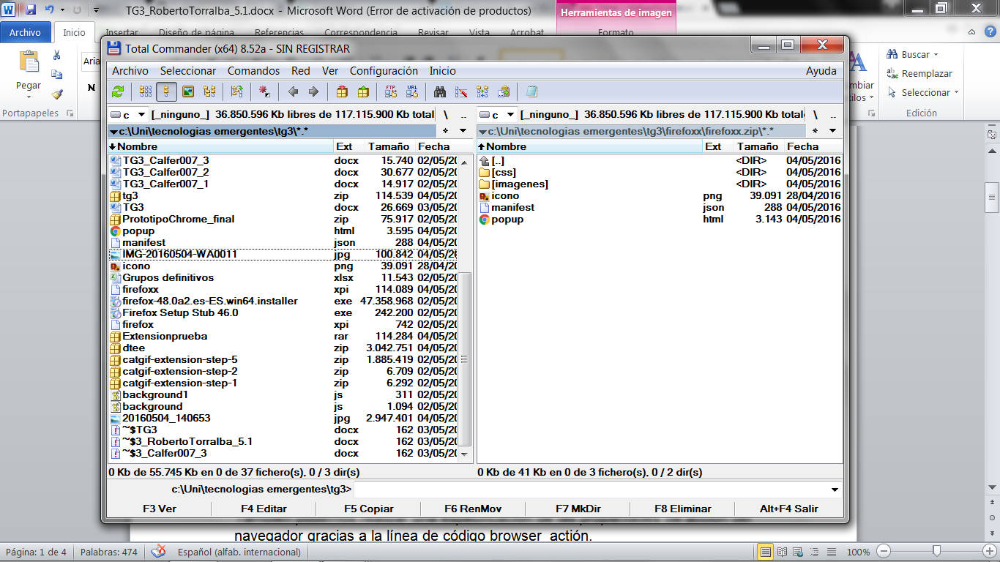 TG3_RobertoTorralba_5.1.docx - Microsoft Word (Error de activación de productos)
Herramientas de imagen
Archivo Inicio Insertar Diseño de página Referencias Correspondencia Revisar Vista Acrobat Formato
Pegar
Portapapeles
Aria
N
Buscar
Reemplazar
Seleccionar
Edición
Total Commander (x64) 8.52a - SIN REGISTRAR
Archivo Seleccionar Comandos Red Ver Configuración Inicio Ayuda
FTP URL
c [_ninguno_] 36.850.596 Kb libres de 117.115.900 Kb total \ ..
c:\Uni\tecnologias emergentes\tg3\*.* * 
Nombre Ext Tamaño Fecha
TG3_Calfer007_3 docx 15.740 02/05/20
TG3_Calfer007_2 docx 30.677 02/05/20
TG3_Calfer007_1 docx 14.917 02/05/20
tg3 zip 114.539 04/05/20
TG3 docx 26.669 03/05/20
PrototipoChrome_final zip 75.917 02/05/20
popup html 3.595 04/05/20
manifest json 288 04/05/20
IMG-20160504-WA0011 jpg 100.842 04/05/20
icono png 39.091 28/04/20
Grupos definitivos xlsx 11.543 02/05/20
firefoxx xpi 114.089 04/05/20
firefox-48.0a2.es-ES.win64.installer exe 47.358.968 02/05/20
Firefox Setup Stub 46.0 exe 242.200 02/05/20
firefox xpi 742 02/05/20
Extensionprueba rar 114.284 04/05/20
dtee zip 3.042.751 04/05/20
catgif-extension-step-5 zip 1.885.419 02/05/20
catgif-extension-step-2 zip 6.709 02/05/20
catgif-extension-step-1 zip 6.292 02/05/20
background1 js 311 02/05/20
background js 1.094 02/05/20
20160504_140653 jpg 2.947.401 04/05/20
~$TG3 docx 162 03/05/20
~$3_RobertoTorralba_5.1 docx 162 03/05/20
~$3_Calfer007_3 docx 162 03/05/20
0 Kb de 55.745 Kb en 0 de 37 fichero(s), 0 / 3 dir(s)
c [_ninguno_] 36.850.596 Kb libres de 117.115.900 Kb total \ ..
c:\Uni\tecnologias emergentes\tg3\firefoxx\firefoxx.zip\*.* *
Nombre Ext Tamaño Fecha
[..] <DIR> 04/05/2016
[css] <DIR> 04/05/2016
[imagenes] <DIR> 04/05/2016
icono png 39.091 28/04/2016
manifest json 288 04/05/2016
popup html 3.143 04/05/2016
0 Kb de 41 Kb en 0 de 3 fichero(s), 0 / 2 dir(s)
c:\Uni\tecnologias emergentes\tg3>
F3 Ver F4 Editar F5 Copiar F6 RenMov F7 MkDir F8 Eliminar Alt+F4 Salir
navegador gracias a la línea de código browser_actión.
Página: 1 de 4 Palabras: 474 Español (alfab. internacional) 100%